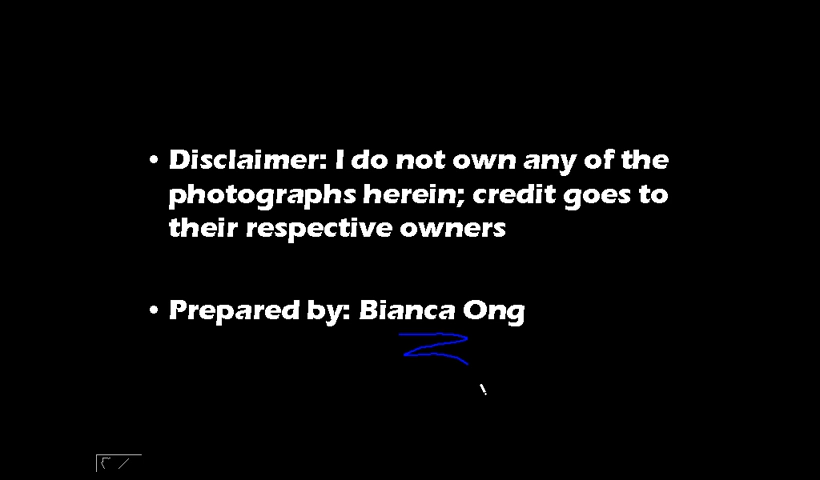 • Disclaimer: I do not own any of the
photographs herein; credit goes to
their respective owners
• Prepared by: Bianca Ong